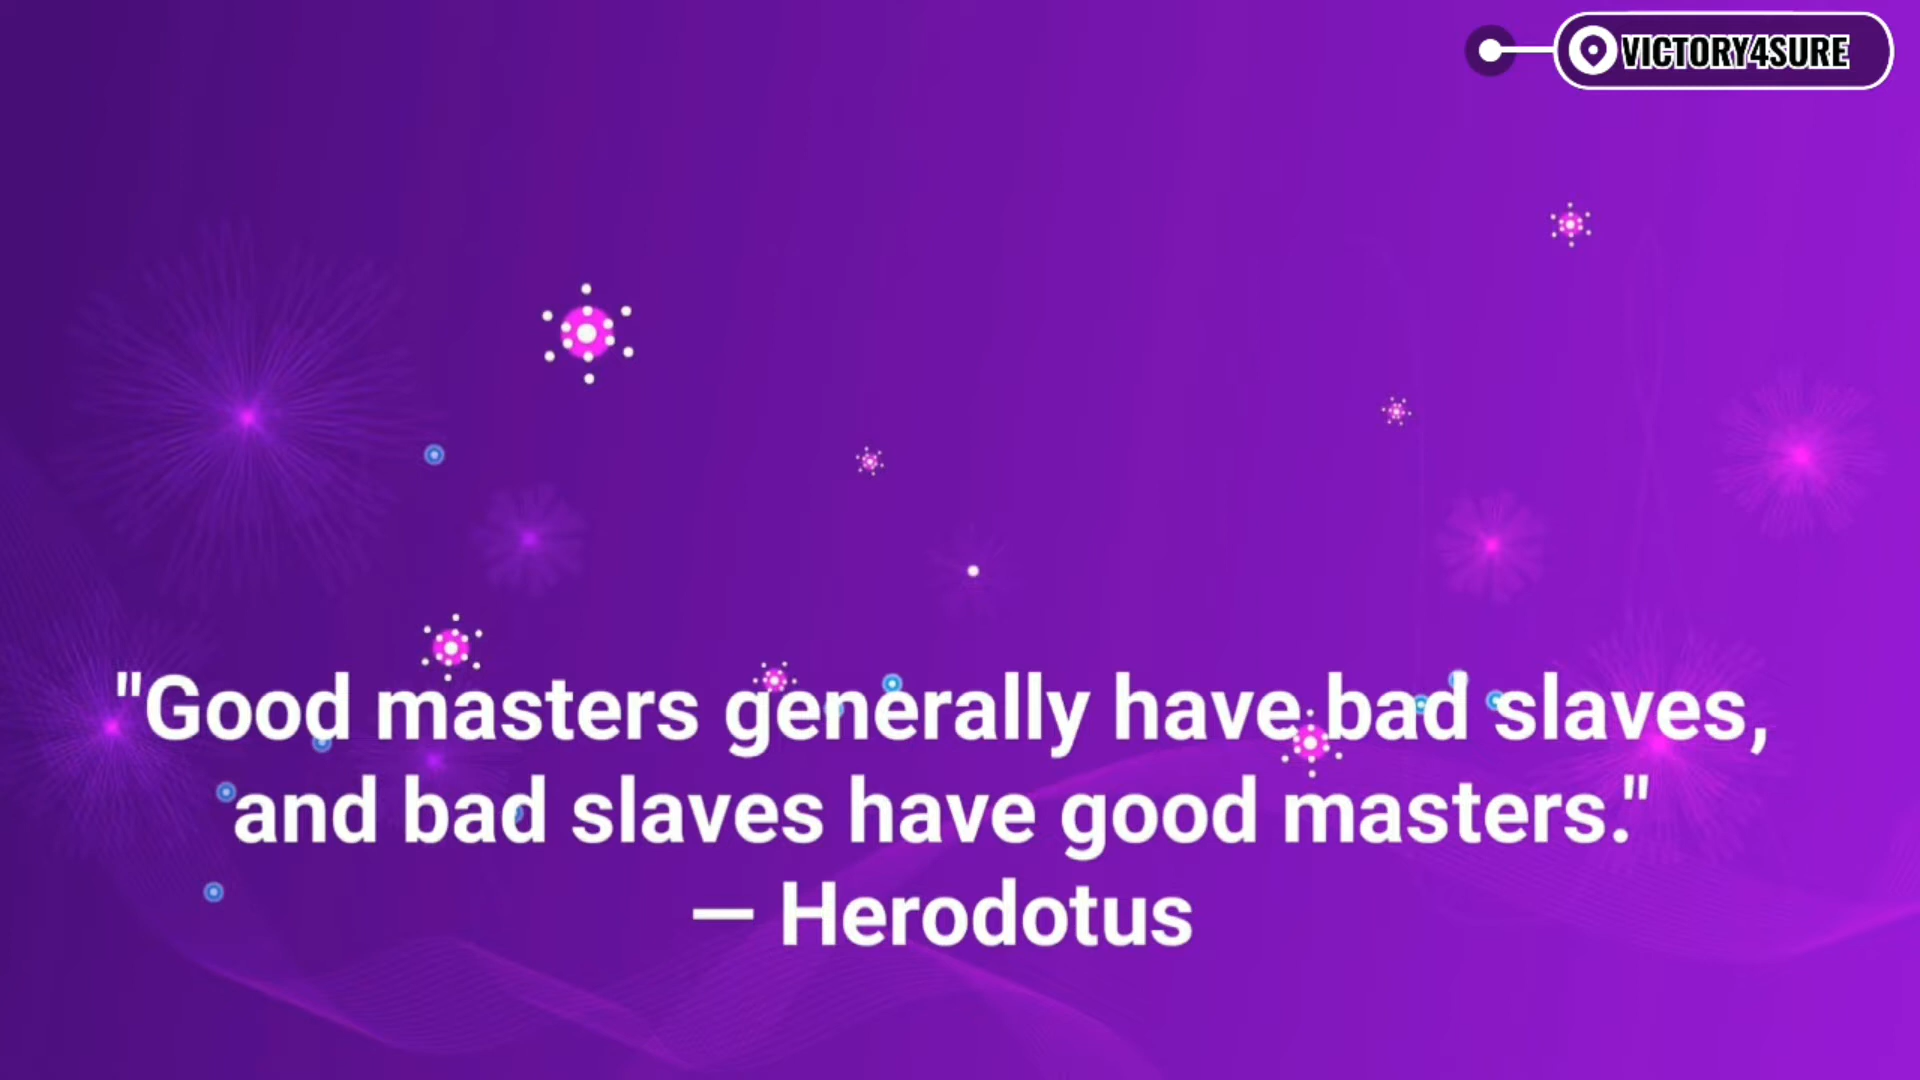 VICTORY4SURE
"Good masters generally have bad slaves,
and bad slaves have good masters."
— Herodotus